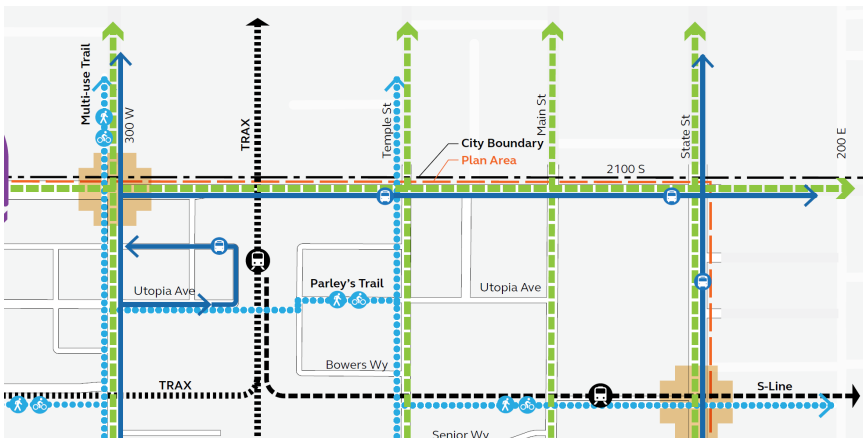 Multi-use Trail
300 W
TRAX
Temple St
City Boundary
Plan Area
Main St
State St
200 E
2100 S
Utopia Ave
Parley's Trail
Utopia Ave
Bowers Wy
TRAX
S-Line
Senior Wy